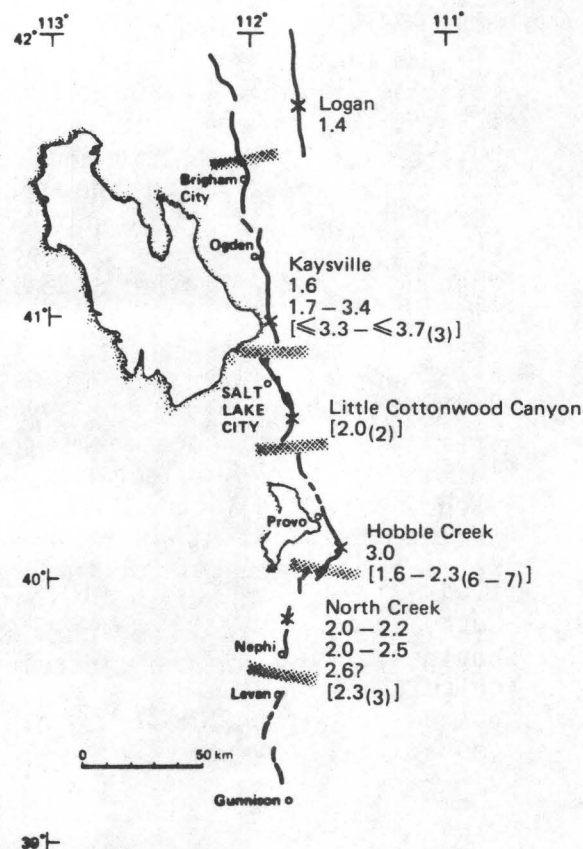 113° 112° 111°
42°
Logan
1.4
Brigham
City
Ogden
Kaysville
1.6
1.7 – 3.4
[≤ 3.3 – ≤ 3.7(3)]
41°
SALT
LAKE
CITY
Little Cottonwood Canyon
[2.0(2)]
Provo
Hobble Creek
3.0
[1.6 – 2.3(6 – 7)]
40°
North Creek
2.0 – 2.2
2.0 – 2.5
2.6?
[2.3(3)]
Nephi
Levan
0 50 km
Gunnison
39°